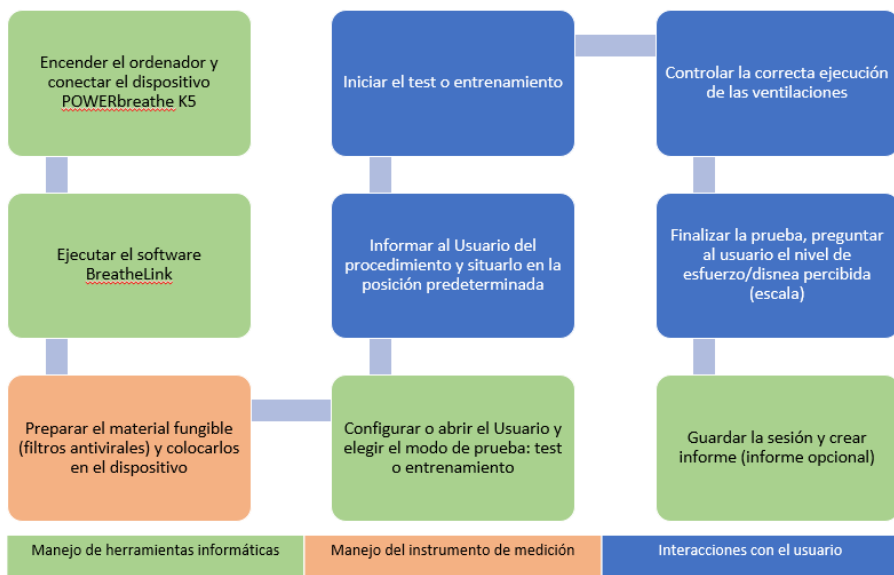 Encender el ordenador y
conectar el dispositivo
POWERbreathe K5
Ejecutar el software
BreatheLink
Preparar el material fungible
(filtros antivirales) y colocarlos
en el dispositivo
Configurar o abrir el Usuario y
elegir el modo de prueba: test
o entrenamiento
Informar al Usuario del
procedimiento y situarlo en la
posición predeterminada
Iniciar el test o entrenamiento
Controlar la correcta ejecución
de las ventilaciones
Finalizar la prueba, preguntar
al usuario el nivel de
esfuerzo/disnea percibida
(escala)
Guardar la sesión y crear
informe (informe opcional)
Manejo de herramientas informáticas
Manejo del instrumento de medición
Interacciones con el usuario